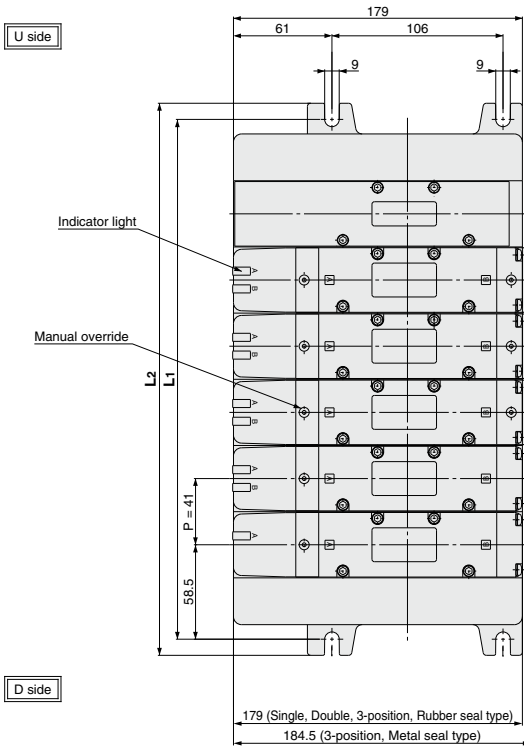 179
61
106
U side
9
9
Indicator light
A
B
A
B
A
B
Manual override
A
B
A
B
L2
L1
A
B
A
B
A
B
A
B
P = 41
A
B
A
A
B
58.5
D side
179 (Single, Double, 3-position, Rubber seal type)
184.5 (3-position, Metal seal type)